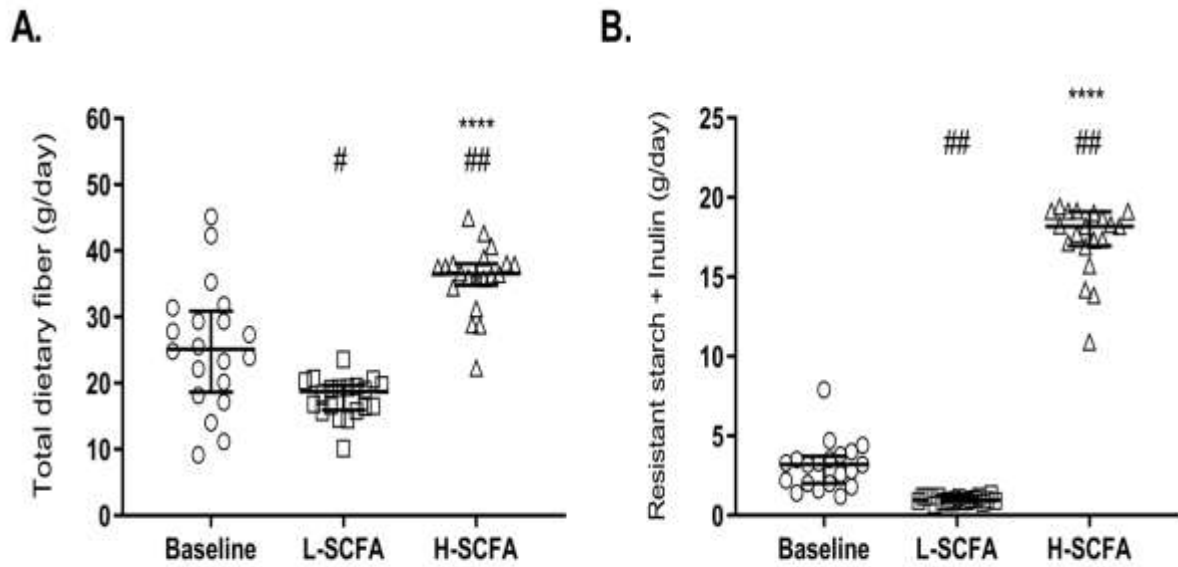 A.
Total dietary fiber (g/day)
60
50
40
30
20
10
0
#
****
##
Baseline
L-SCFA
H-SCFA
B.
Resistant starch + Inulin (g/day)
25
20
15
10
5
0
##
****
##
Baseline
L-SCFA
H-SCFA